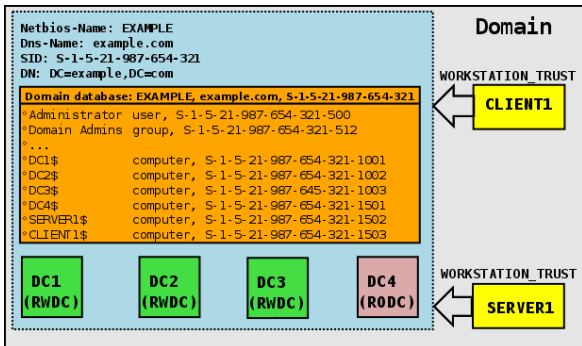 Domain
Netbios-Name: EXAMPLE
Dns-Name: example.com
SID: S-1-5-21-987-654-321
DN: DC=example,DC=com
Domain database: EXAMPLE, example.com, S-1-5-21-987-654-321
Administrator user, S-1-5-21-987-654-321-500
Domain Admins group, S-1-5-21-987-654-321-512
...
DC1$ computer, S-1-5-21-987-654-321-1001
DC2$ computer, S-1-5-21-987-654-321-1002
DC3$ computer, S-1-5-21-987-645-321-1003
DC4$ computer, S-1-5-21-987-654-321-1501
SERVER1$ computer, S-1-5-21-987-654-321-1502
CLIENT1$ computer, S-1-5-21-987-654-321-1503
WORKSTATION_TRUST
CLIENT1
DC1
(RWDC)
DC2
(RWDC)
DC3
(RWDC)
DC4
(RODC)
WORKSTATION_TRUST
SERVER1